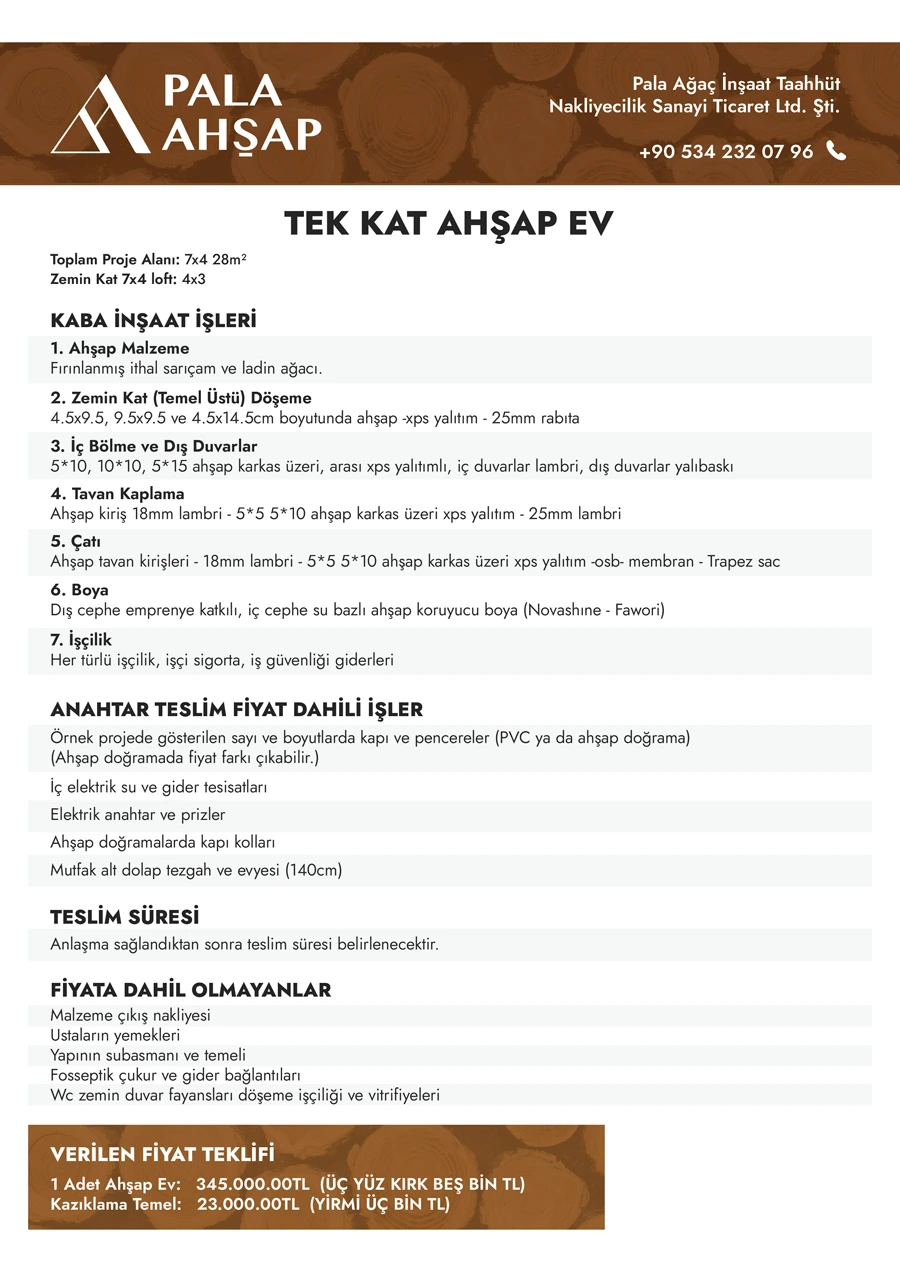 PALA
AHŞAP
Pala Ağaç İnşaat Taahhüt
Nakliyecilik Sanayi Ticaret Ltd. Şti.
+90 534 232 07 96
TEK KAT AHŞAP EV
Toplam Proje Alanı: 7x4 28m²
Zemin Kat 7x4 loft: 4x3
KABA İNŞAAT İŞLERİ
1. Ahşap Malzeme
Fırınlanmış ithal sarıçam ve ladin ağacı.
2. Zemin Kat (Temel Üstü) Döşeme
4.5x9.5, 9.5x9.5 ve 4.5x14.5cm boyutunda ahşap -xps yalıtım - 25mm rabıta
3. İç Bölme ve Dış Duvarlar
5*10, 10*10, 5*15 ahşap karkas üzeri, arası xps yalıtımlı, iç duvarlar lambri, dış duvarlar yalıbaskı
4. Tavan Kaplama
Ahşap kiriş 18mm lambri - 5*5 5*10 ahşap karkas üzeri xps yalıtım - 25mm lambri
5. Çatı
Ahşap tavan kirişleri - 18mm lambri - 5*5 5*10 ahşap karkas üzeri xps yalıtım -osb- membran - Trapez sac
6. Boya
Dış cephe emprenye katkılı, iç cephe su bazlı ahşap koruyucu boya (Novashıne - Fawori)
7. İşçilik
Her türlü işçilik, işçi sigorta, iş güvenliği giderleri
ANAHTAR TESLİM FİYAT DAHİLİ İŞLER
Örnek projede gösterilen sayı ve boyutlarda kapı ve pencereler (PVC ya da ahşap doğrama)
(Ahşap doğramada fiyat farkı çıkabilir.)
İç elektrik su ve gider tesisatları
Elektrik anahtar ve prizler
Ahşap doğramalarda kapı kolları
Mutfak alt dolap tezgah ve evyesi (140cm)
TESLİM SÜRESİ
Anlaşma sağlandıktan sonra teslim süresi belirlenecektir.
FİYATA DAHİL OLMAYANLAR
Malzeme çıkış nakliyesi
Ustaların yemekleri
Yapının subasmanı ve temeli
Fosseptik çukur ve gider bağlantıları
Wc zemin duvar fayansları döşeme işçiliği ve vitrifiyeleri
VERİLEN FİYAT TEKLİFİ
1 Adet Ahşap Ev: 345.000.00TL (ÜÇ YÜZ KIRK BEŞ BİN TL)
Kazıklama Temel: 23.000.00TL (YİRMİ ÜÇ BİN TL)